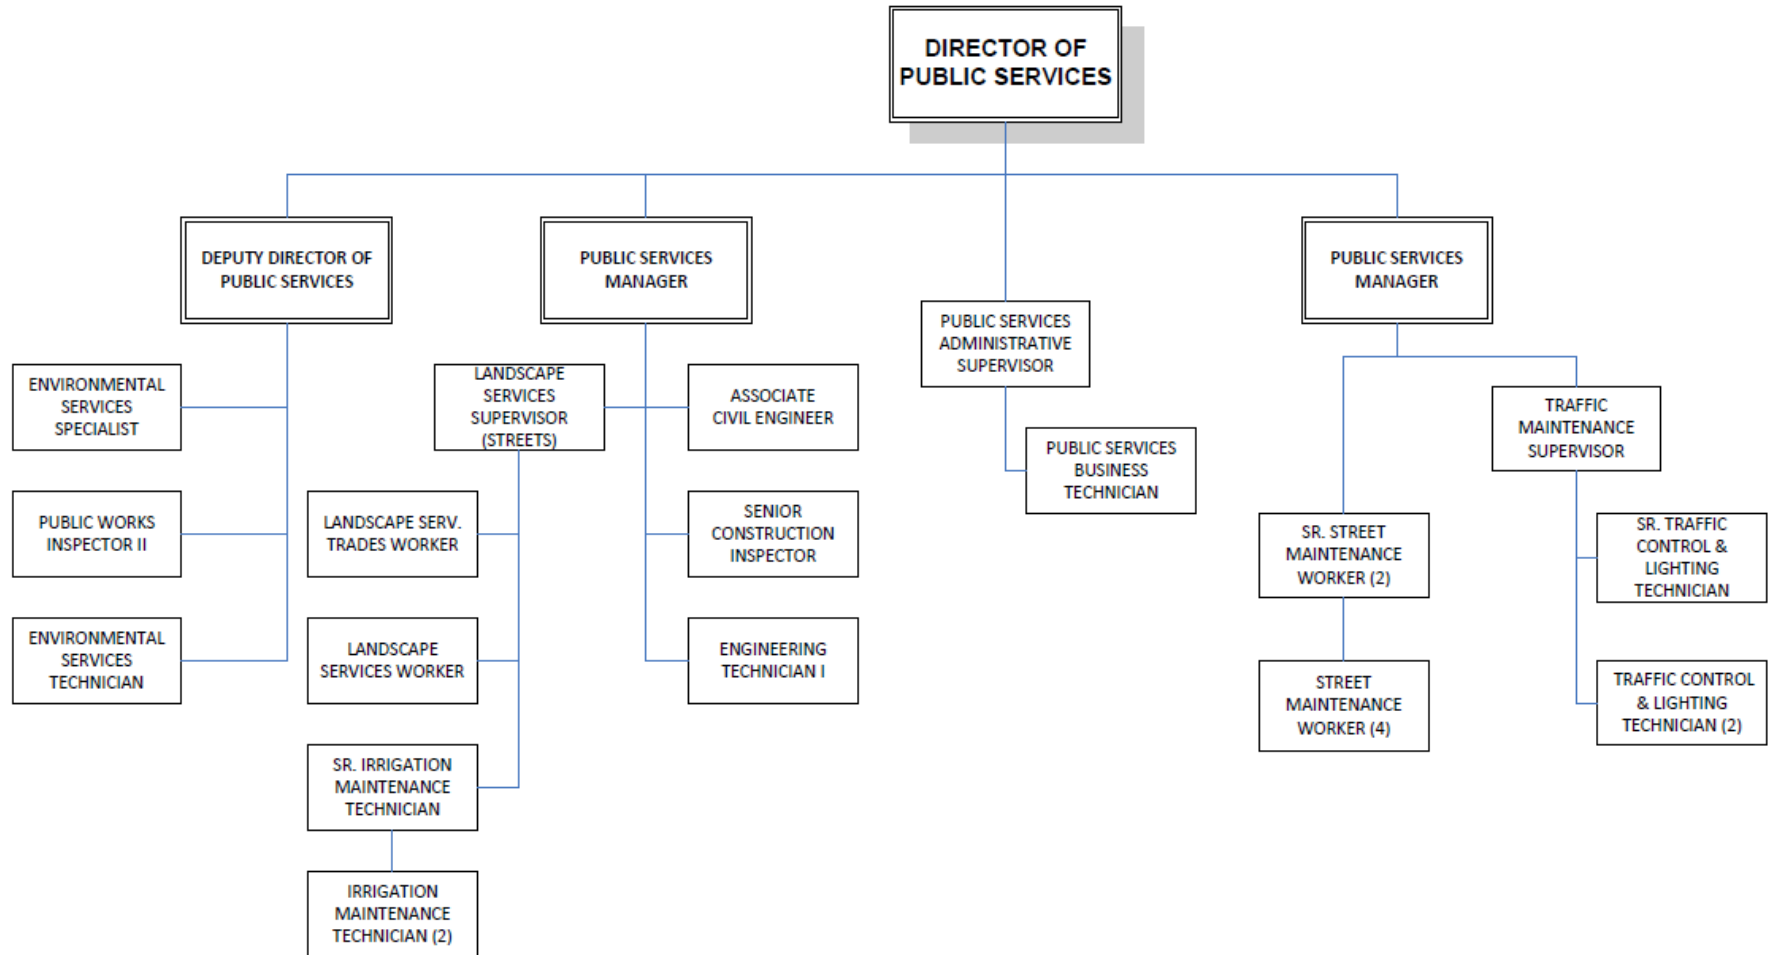 DIRECTOR OF
PUBLIC SERVICES
DEPUTY DIRECTOR OF
PUBLIC SERVICES
PUBLIC SERVICES
MANAGER
PUBLIC SERVICES
ADMINISTRATIVE
SUPERVISOR
PUBLIC SERVICES
MANAGER
ENVIRONMENTAL
SERVICES
SPECIALIST
PUBLIC WORKS
INSPECTOR II
ENVIRONMENTAL
SERVICES
TECHNICIAN
LANDSCAPE
SERVICES
SUPERVISOR
(STREETS)
LANDSCAPE SERV.
TRADES WORKER
LANDSCAPE
SERVICES WORKER
SR. IRRIGATION
MAINTENANCE
TECHNICIAN
IRRIGATION
MAINTENANCE
TECHNICIAN (2)
ASSOCIATE
CIVIL ENGINEER
SENIOR
CONSTRUCTION
INSPECTOR
ENGINEERING
TECHNICIAN I
PUBLIC SERVICES
BUSINESS
TECHNICIAN
SR. STREET
MAINTENANCE
WORKER (2)
STREET
MAINTENANCE
WORKER (4)
TRAFFIC
MAINTENANCE
SUPERVISOR
SR. TRAFFIC
CONTROL &
LIGHTING
TECHNICIAN
TRAFFIC CONTROL
& LIGHTING
TECHNICIAN (2)